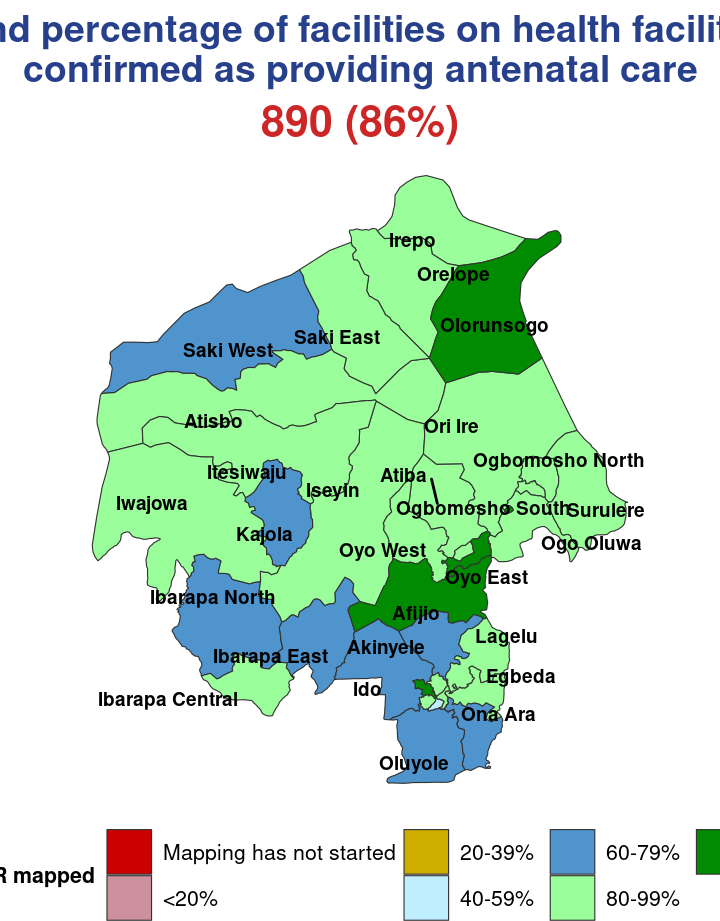 nd percentage of facilities on health facilit
confirmed as providing antenatal care
890 (86%)
Irepo
Orelope
Olorunsogo
Saki East
Saki West
Atisbo
Ori Ire
Ogbomosho North
Itesiwaju
Atiba
Iseyin
Iwajowa
Ogbomosho South
Surulere
Kajola
Ogo Oluwa
Oyo West
Oyo East
Ibarapa North
Afijio
Lagelu
Akinyele
Ibarapa East
Egbeda
Ido
Ibarapa Central
Ona Ara
Oluyole
R mapped
Mapping has not started
<20%
20-39%
40-59%
60-79%
80-99%